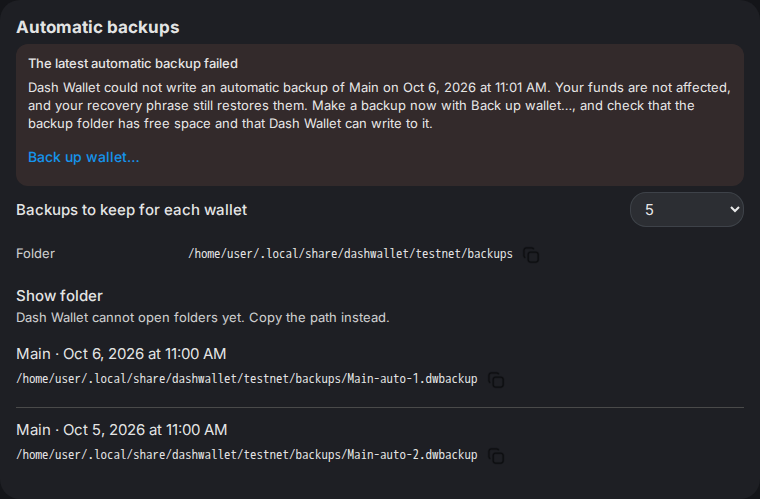 Automatic backups
The latest automatic backup failed
Dash Wallet could not write an automatic backup of Main on Oct 6, 2026 at 11:01 AM. Your funds are not affected,
and your recovery phrase still restores them. Make a backup now with Back up wallet..., and check that the
backup folder has free space and that Dash Wallet can write to it.
Back up wallet...
Backups to keep for each wallet
5
Folder
/home/user/.local/share/dashwallet/testnet/backups
Show folder
Dash Wallet cannot open folders yet. Copy the path instead.
Main · Oct 6, 2026 at 11:00 AM
/home/user/.local/share/dashwallet/testnet/backups/Main-auto-1.dwbackup
Main · Oct 5, 2026 at 11:00 AM
/home/user/.local/share/dashwallet/testnet/backups/Main-auto-2.dwbackup